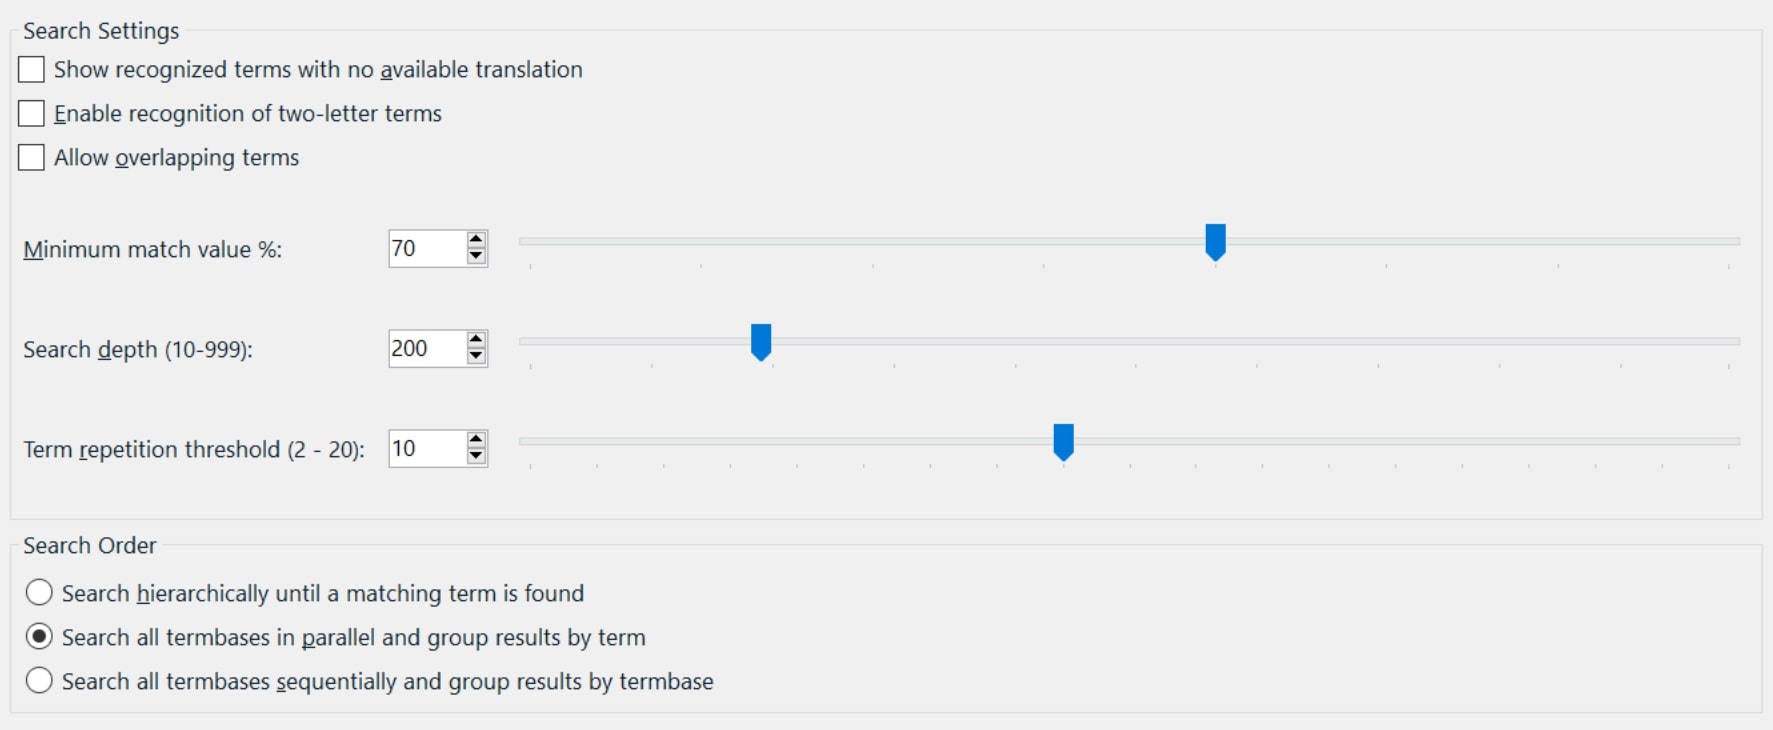 Search Settings
Show recognized terms with no available translation
Enable recognition of two-letter terms
Allow overlapping terms
Minimum match value %: 70
Search depth (10-999): 200
Term repetition threshold (2 - 20): 10
Search Order
Search hierarchically until a matching term is found
Search all termbases in parallel and group results by term
Search all termbases sequentially and group results by termbase